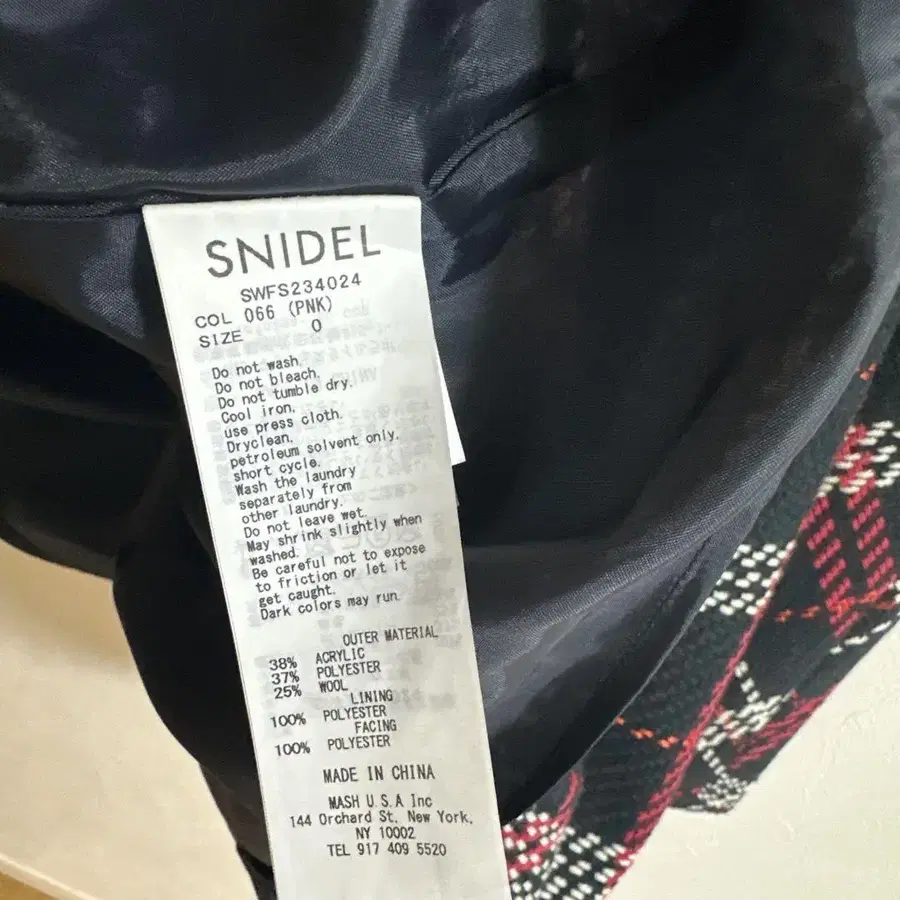 SNIDEL
SWFS234024
COL 066 (PNK)
SIZE 0
Do not wash.
Do not bleach.
Do not tumble dry.
Cool iron.
use press cloth.
Dryclean.
petroleum solvent only.
short cycle.
Wash the laundry
separately from
other laundry.
Do not leave wet.
May shrink slightly when
washed.
Be careful not to expose
to friction or let it
get caught.
Dark colors may run.
OUTER MATERIAL
38% ACRYLIC
37% POLYESTER
25% WOOL
LINING
100% POLYESTER
FACING
100% POLYESTER
MADE IN CHINA
MASH U.S.A Inc
144 Orchard St. New York,
NY 10002
TEL 917 409 5520